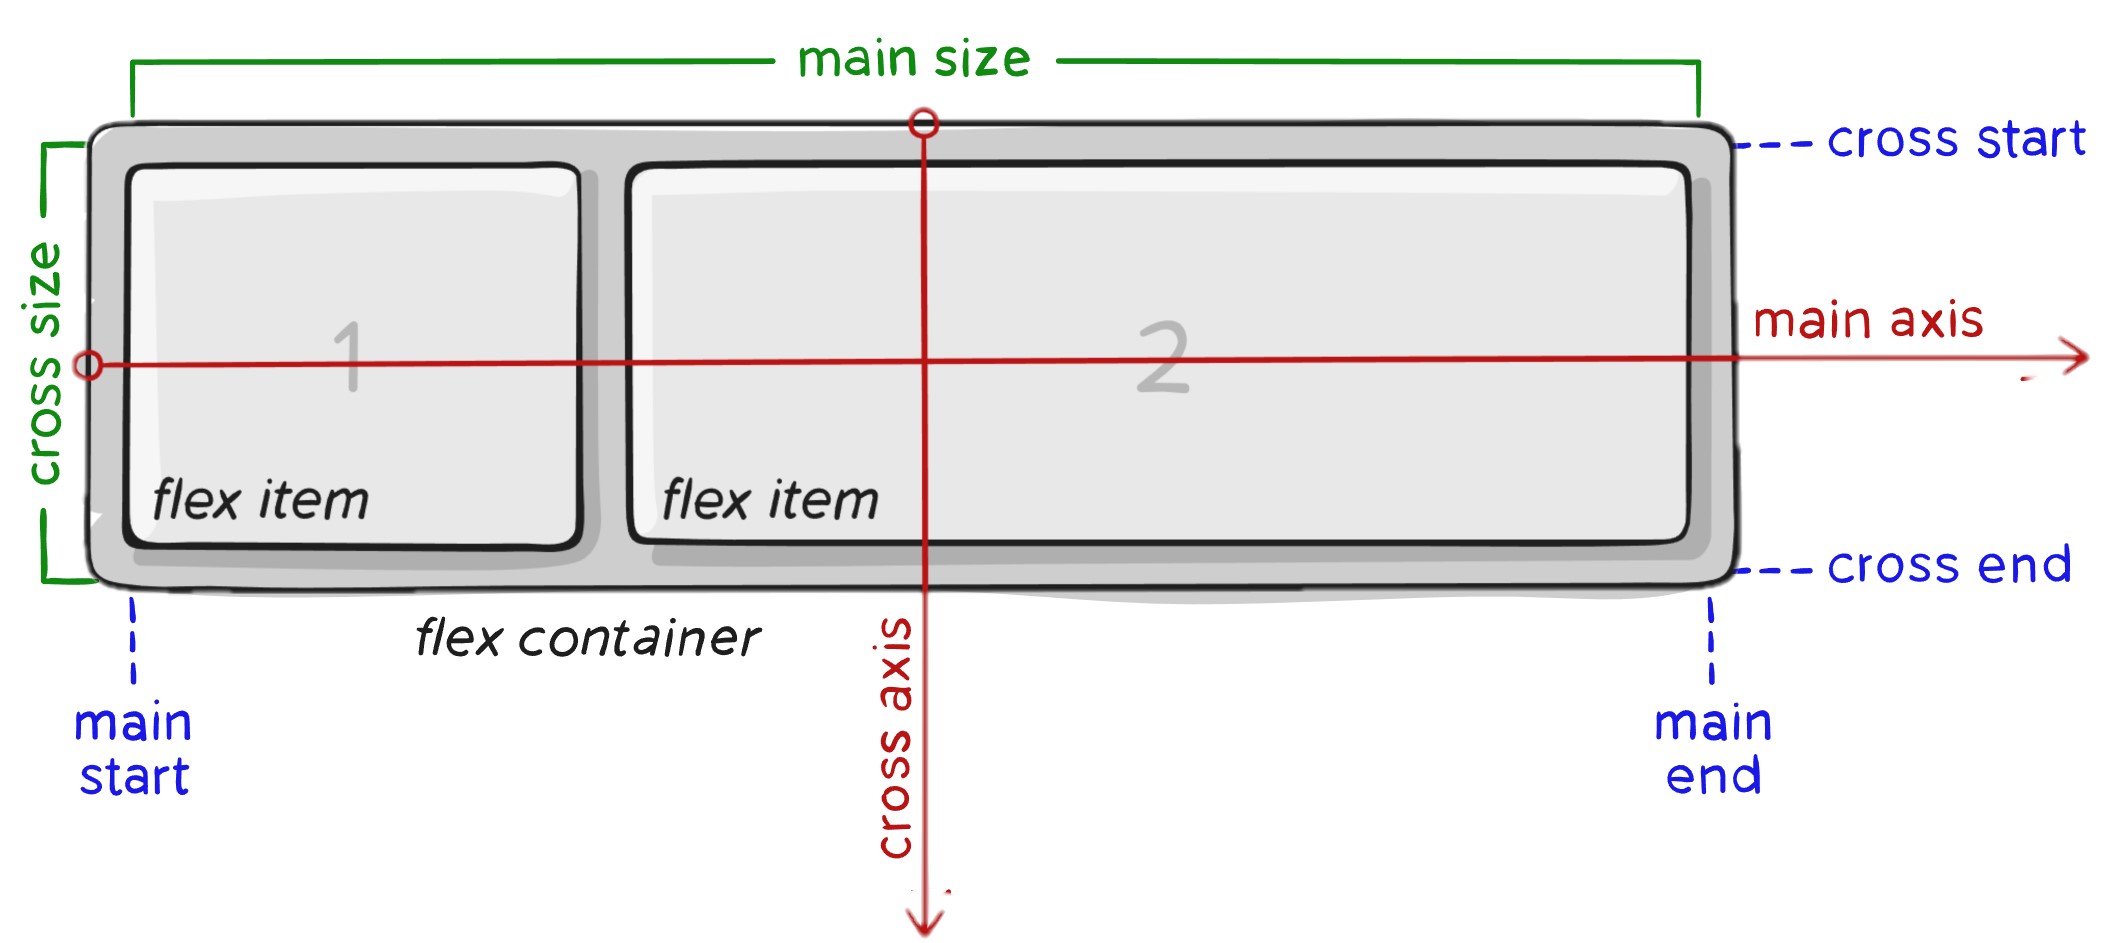 main size
cross start
cross size
main axis
1
2
flex item
flex item
cross end
flex container
cross axis
main
start
main
end